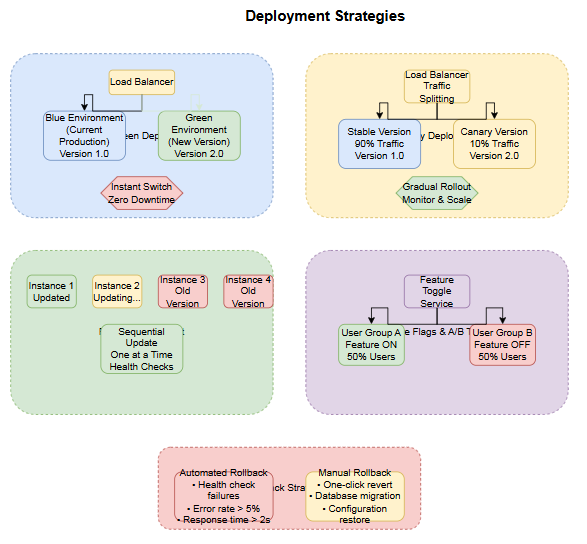 Deployment Strategies
Load Balancer
Blue Environment
(Current
Production)
Version 1.0
Green
Environment
(New Version)
Version 2.0
Instant Switch
Zero Downtime
Load Balancer
Traffic
Splitting
Stable Version
90% Traffic
Version 1.0
Canary Version
10% Traffic
Version 2.0
Gradual Rollout
Monitor & Scale
Instance 1
Updated
Instance 2
Updating...
Instance 3
Old
Version
Instance 4
Old
Version
Sequential
Update
One at a Time
Health Checks
Feature
Toggle
Service
Flags & A/B
User Group A
Feature ON
50% Users
User Group B
Feature OFF
50% Users
Automated Rollback
• Health check
failures
• Error rate > 5%
• Response time > 2s
Manual Rollback
• One-click revert
• Database migration
• Configuration
restore